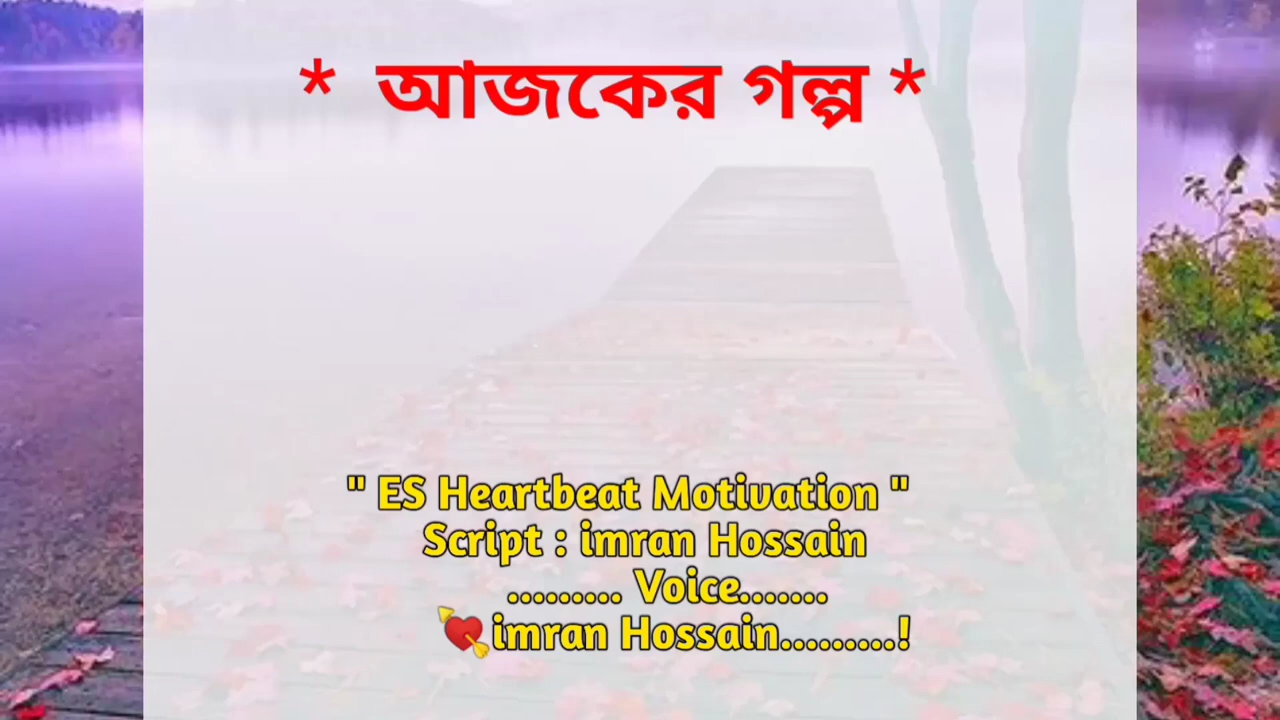 * আজকের গল্প *
" ES Heartbeat Motivation "
Script : imran Hossain
......... Voice.......
💘imran Hossain.........!